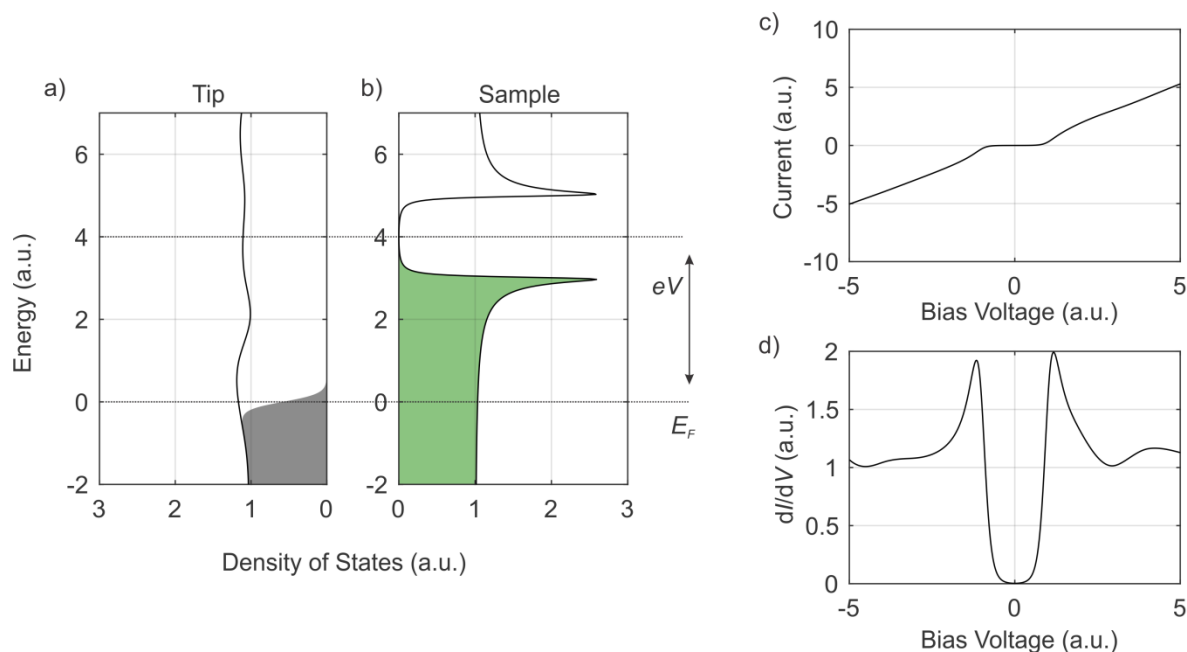 a)
Tip
b)
Sample
Energy (a.u.)
6
4
2
0
-2
3
2
1
0
0
1
2
3
Density of States (a.u.)
eV
E_F
c)
Current (a.u.)
10
5
0
-5
-10
-5
0
5
Bias Voltage (a.u.)
d)
dI/dV (a.u.)
2
1.5
1
0.5
0
-5
0
5
Bias Voltage (a.u.)